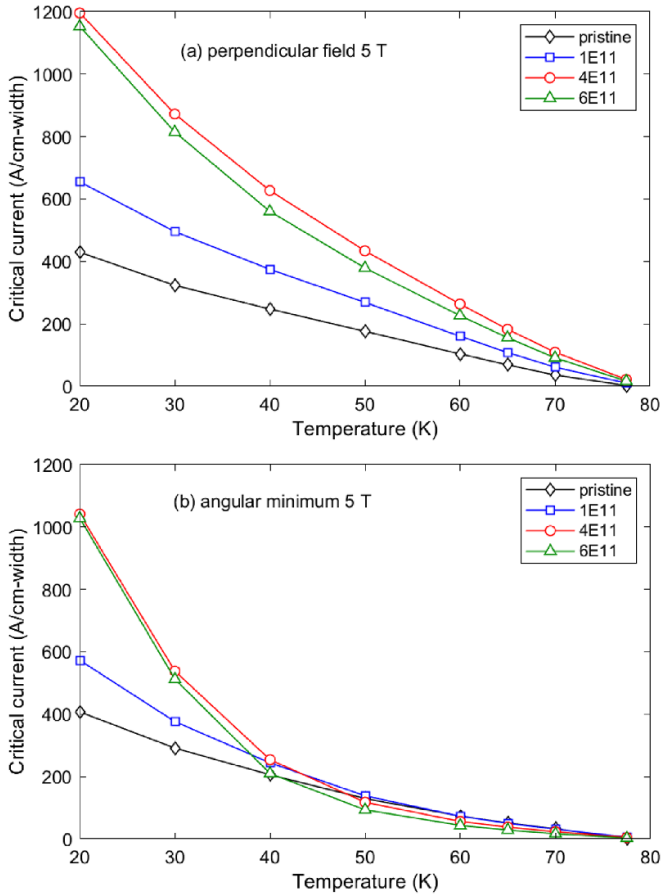 1200
1000
800
600
400
200
0
Critical current (A/cm-width)
(a) perpendicular field 5 T
pristine
1E11
4E11
6E11
20 30 40 50 60 70 80
Temperature (K)
1200
1000
800
600
400
200
0
Critical current (A/cm-width)
(b) angular minimum 5 T
pristine
1E11
4E11
6E11
20 30 40 50 60 70 80
Temperature (K)